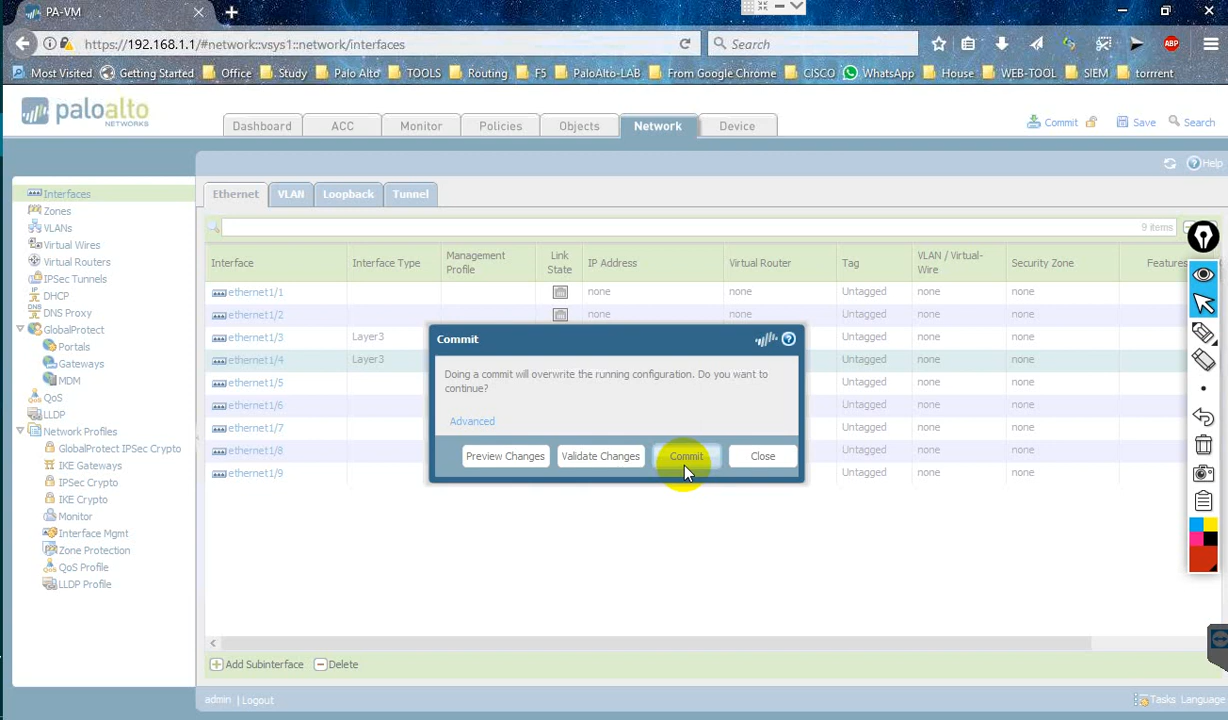 PA-VM
https://192.168.1.1/#network::vsys1::network/interfaces
Search
ABP
Most Visited Getting Started Office Study Palo Alto TOOLS Routing F5 PaloAlto-LAB From Google Chrome CISCO WhatsApp House WEB-TOOL SIEM torrrent
paloalto
NETWORKS
Dashboard ACC Monitor Policies Objects Network Device
Commit Save Search
Help
Interfaces
Zones
VLANs
Virtual Wires
Virtual Routers
IPSec Tunnels
DHCP
DNS Proxy
GlobalProtect
Portals
Gateways
MDM
QoS
LLDP
Network Profiles
GlobalProtect IPSec Crypto
IKE Gateways
IPSec Crypto
IKE Crypto
Monitor
Interface Mgmt
Zone Protection
QoS Profile
LLDP Profile
Ethernet VLAN Loopback Tunnel
9 items
Interface Interface Type Management Profile Link State IP Address Virtual Router Tag VLAN / Virtual-Wire Security Zone Features
ethernet1/1 none none Untagged none none
ethernet1/2 none none Untagged none none
ethernet1/3 Layer3 Untagged none none
ethernet1/4 Layer3 Untagged none none
ethernet1/5 Untagged none none
ethernet1/6 Untagged none none
ethernet1/7 Untagged none none
ethernet1/8 Untagged none none
ethernet1/9 Untagged none none
Commit
Doing a commit will overwrite the running configuration. Do you want to
continue?
Advanced
Preview Changes Validate Changes Commit Close
Add Subinterface Delete
admin | Logout
Tasks Language